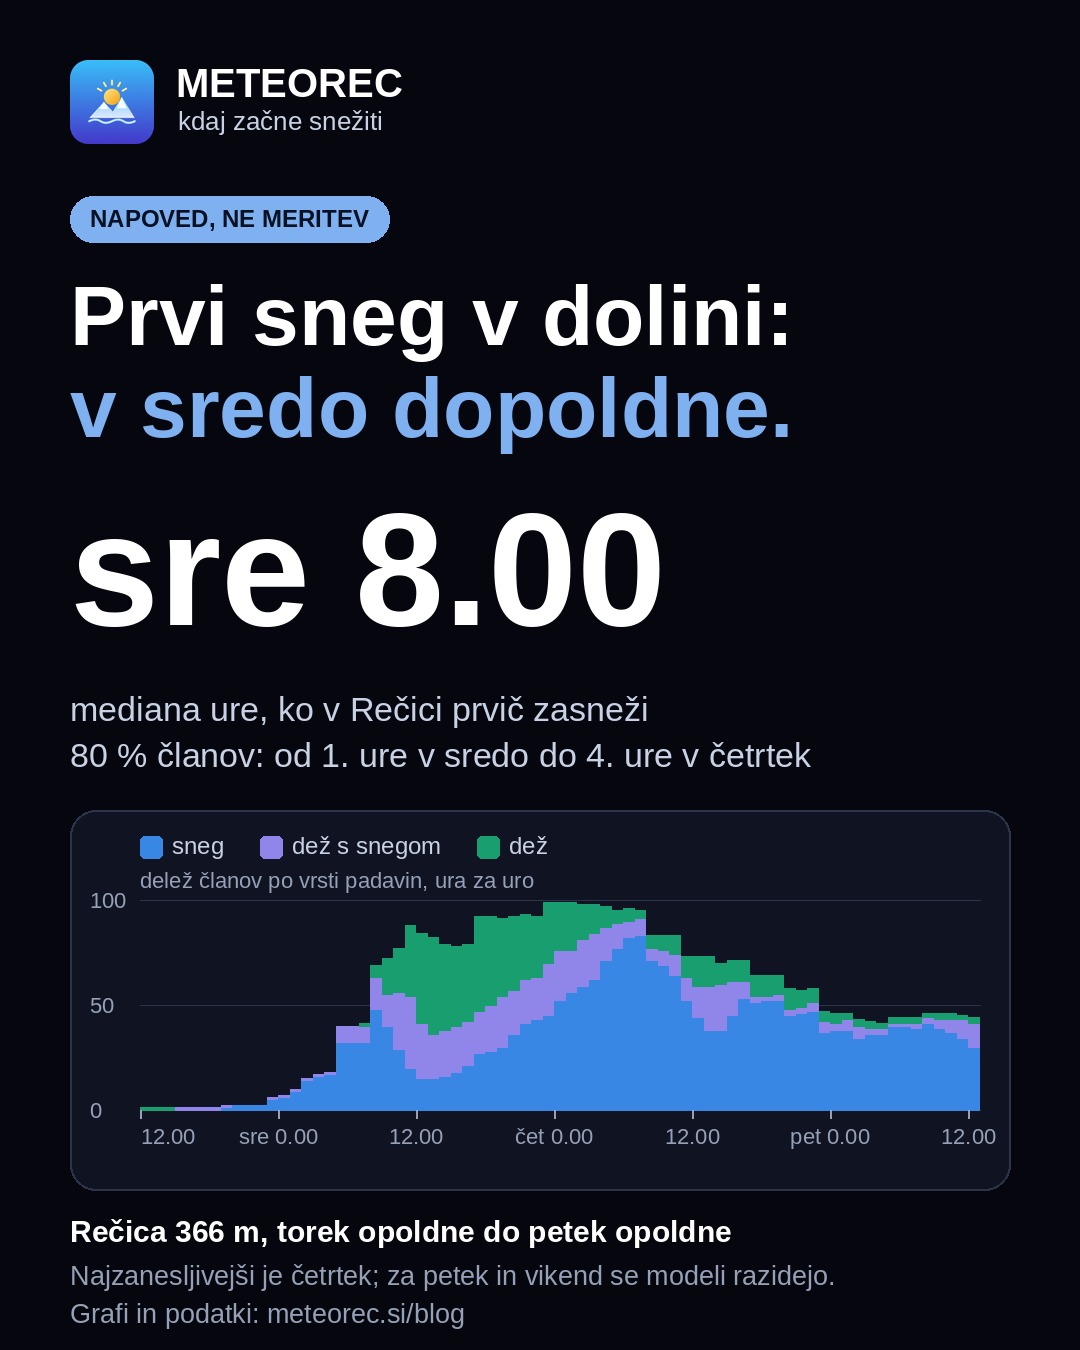 METEOREC
kdaj začne snežiti
NAPOVED, NE MERITEV
Prvi sneg v dolini:
v sredo dopoldne.
sre 8.00
mediana ure, ko v Rečici prvič zasneži
80 % članov: od 1. ure v sredo do 4. ure v četrtek
sneg dež s snegom dež
delež članov po vrsti padavin, ura za uro
100
50
0
12.00 sre 0.00 12.00 čet 0.00 12.00 pet 0.00 12.00
Rečica 366 m, torek opoldne do petek opoldne
Najzanesljivejši je četrtek; za petek in vikend se modeli razidejo.
Grafi in podatki: meteorec.si/blog